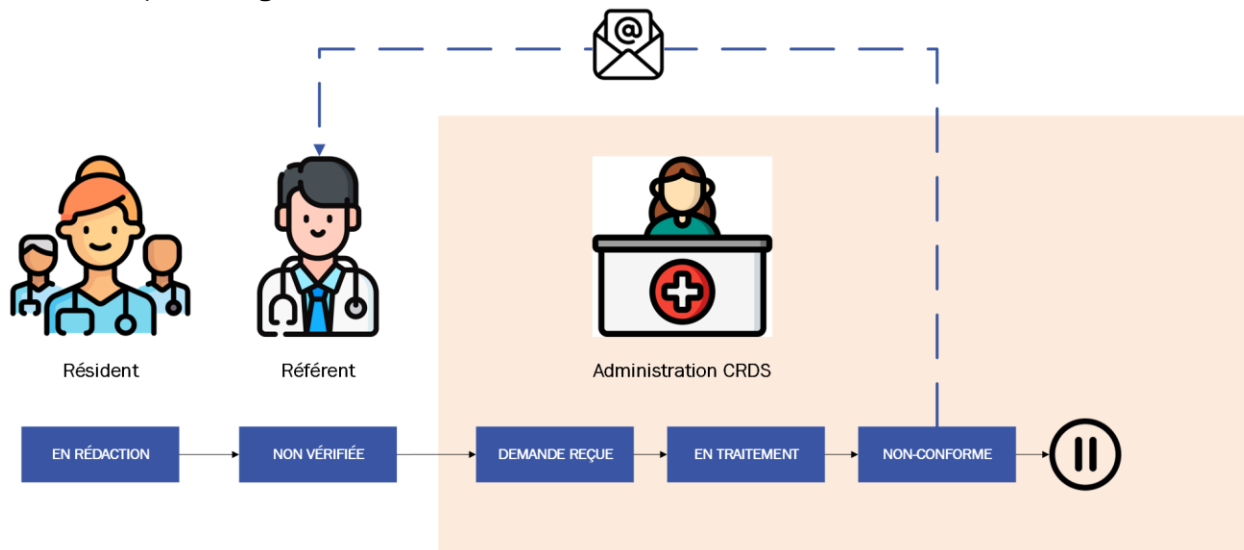 @
Résident
Référent
Administration CRDS
EN RÉDACTION
NON VÉRIFIÉE
DEMANDE REÇUE
EN TRAITEMENT
NON-CONFORME